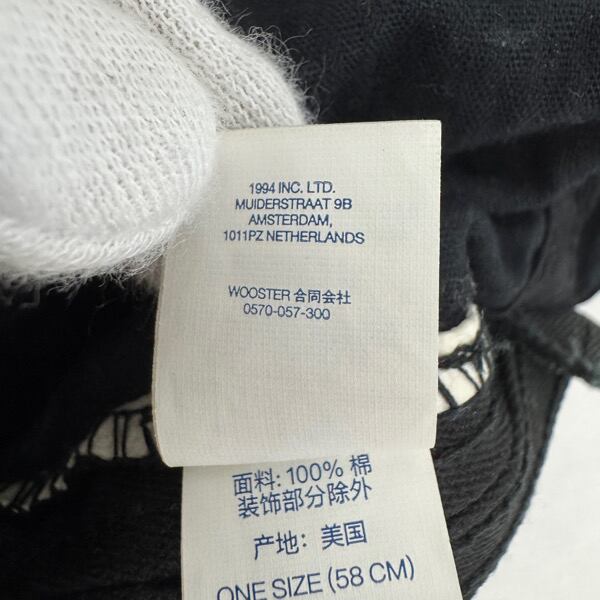 1994 INC. LTD.
MUIDERSTRAAT 9B
AMSTERDAM,
1011PZ NETHERLANDS
WOOSTER 合同会社
0570-057-300
面料: 100% 棉
装饰部分除外
产地: 美国
ONE SIZE (58 CM)